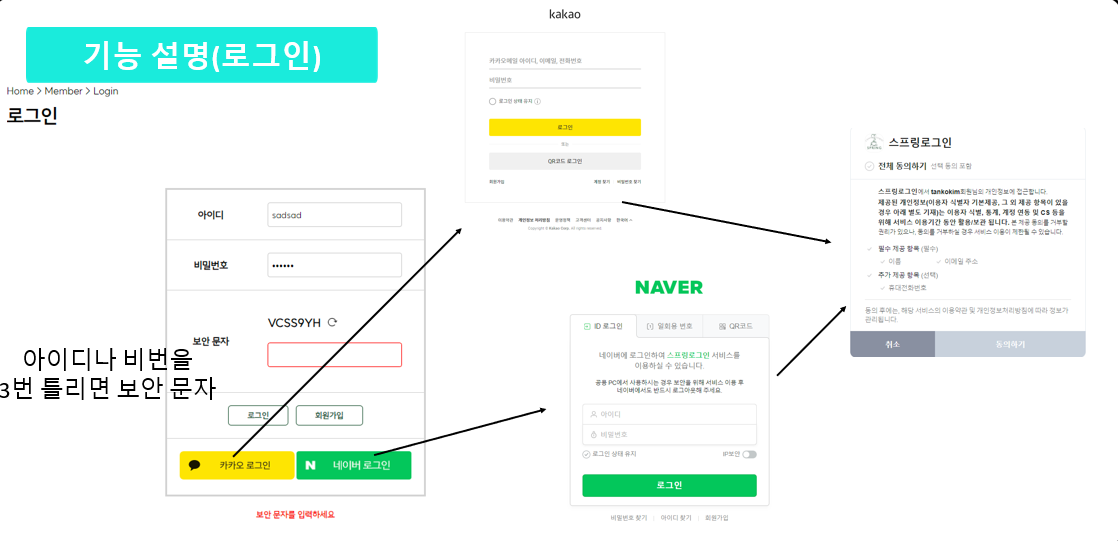 기능 설명(로그인)
Home > Member > Login
로그인
아이디
sadsad
비밀번호
••••••
보안 문자
VCSS9YH
아이디나 비번을
3번 틀리면 보안 문자
로그인
회원가입
카카오 로그인
N 네이버 로그인
보안 문자를 입력하세요
kakao
카카오메일 아이디, 이메일, 전화번호
비밀번호
로그인 상태 유지
로그인
또는
QR코드 로그인
회원가입
계정 찾기
비밀번호 찾기
이용약관 개인정보 처리방침 운영정책 고객센터 공지사항 한국어
Copyright © Kakao Corp. All rights reserved.
NAVER
ID 로그인
일회용 번호
QR코드
네이버에 로그인하여 스프링로그인 서비스를
이용하실 수 있습니다.
공용 PC에서 사용하시는 경우 보안을 위해 서비스 이용 후
네이버에서도 반드시 로그아웃해 주세요.
아이디
비밀번호
로그인 상태 유지
IP보안
로그인
비밀번호 찾기
아이디 찾기
회원가입
스프링로그인
전체 동의하기 선택 동의 포함
스프링로그인에서 tankokim회원님의 개인정보에 접근합니다.
제공된 개인정보(이용자 식별자 기본제공, 그 외 제공 항목이 있을
경우 아래 별도 기재)는 이용자 식별, 통계, 계정 연동 및 CS 등을
위해 서비스 이용기간 동안 활용/보관 됩니다. 본 제공 동의를 거부할
권리가 있으나, 동의를 거부하실 경우 서비스 이용이 제한될 수 있습니다.
필수 제공 항목 (필수)
이름
이메일 주소
추가 제공 항목 (선택)
휴대전화번호
동의 후에는, 해당 서비스의 이용약관 및 개인정보처리방침에 따라 정보가
관리됩니다.
취소
동의하기